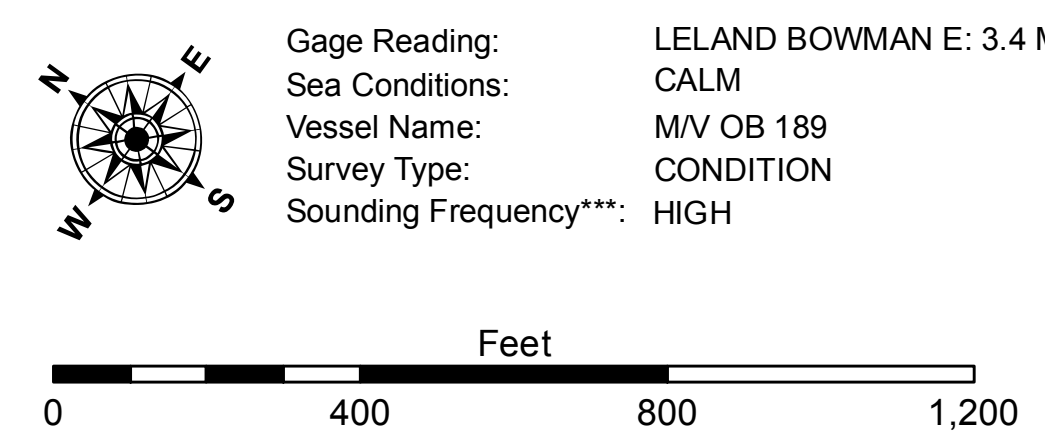 N
E
W
S
Gage Reading: LELAND BOWMAN E: 3.4
Sea Conditions: CALM
Vessel Name: M/V OB 189
Survey Type: CONDITION
Sounding Frequency***: HIGH
Feet
0 400 800 1,200